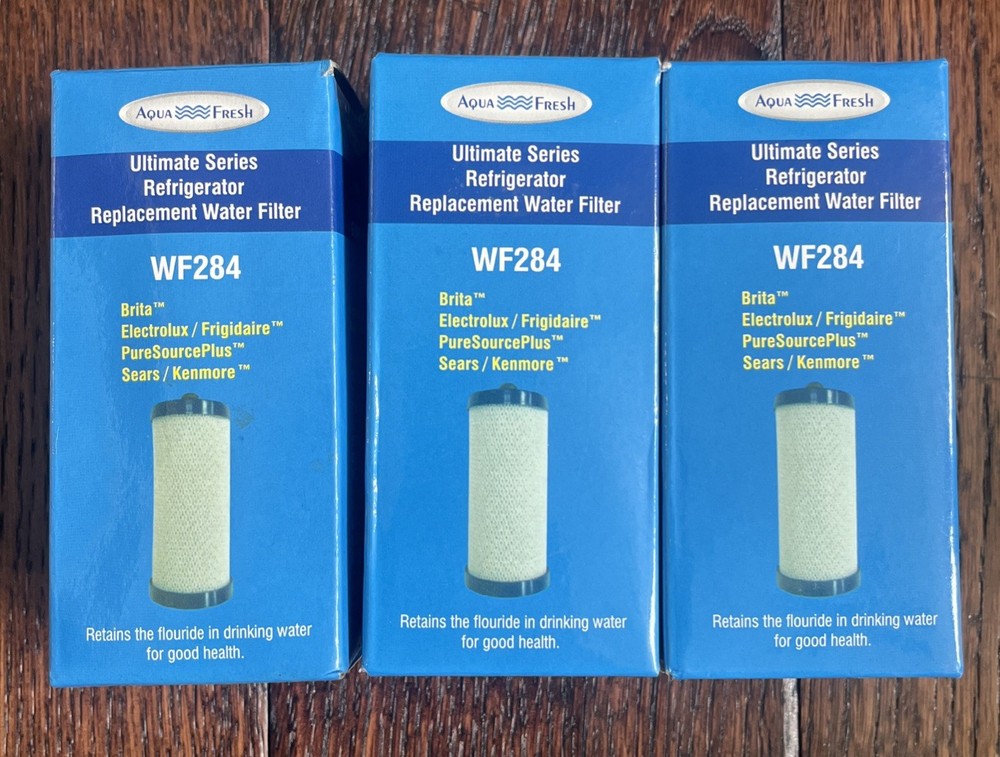 AQUA FRESH
Ultimate Series
Refrigerator
Replacement Water Filter
WF284
Brita™
Electrolux / Frigidaire™
PureSourcePlus™
Sears / Kenmore™
Retains the flouride in drinking water
for good health.
AQUA FRESH
Ultimate Series
Refrigerator
Replacement Water Filter
WF284
Brita™
Electrolux / Frigidaire™
PureSourcePlus™
Sears / Kenmore™
Retains the flouride in drinking water
for good health.
AQUA FRESH
Ultimate Series
Refrigerator
Replacement Water Filter
WF284
Brita™
Electrolux / Frigidaire™
PureSourcePlus™
Sears / Kenmore™
Retains the flouride in drinking water
for good health.